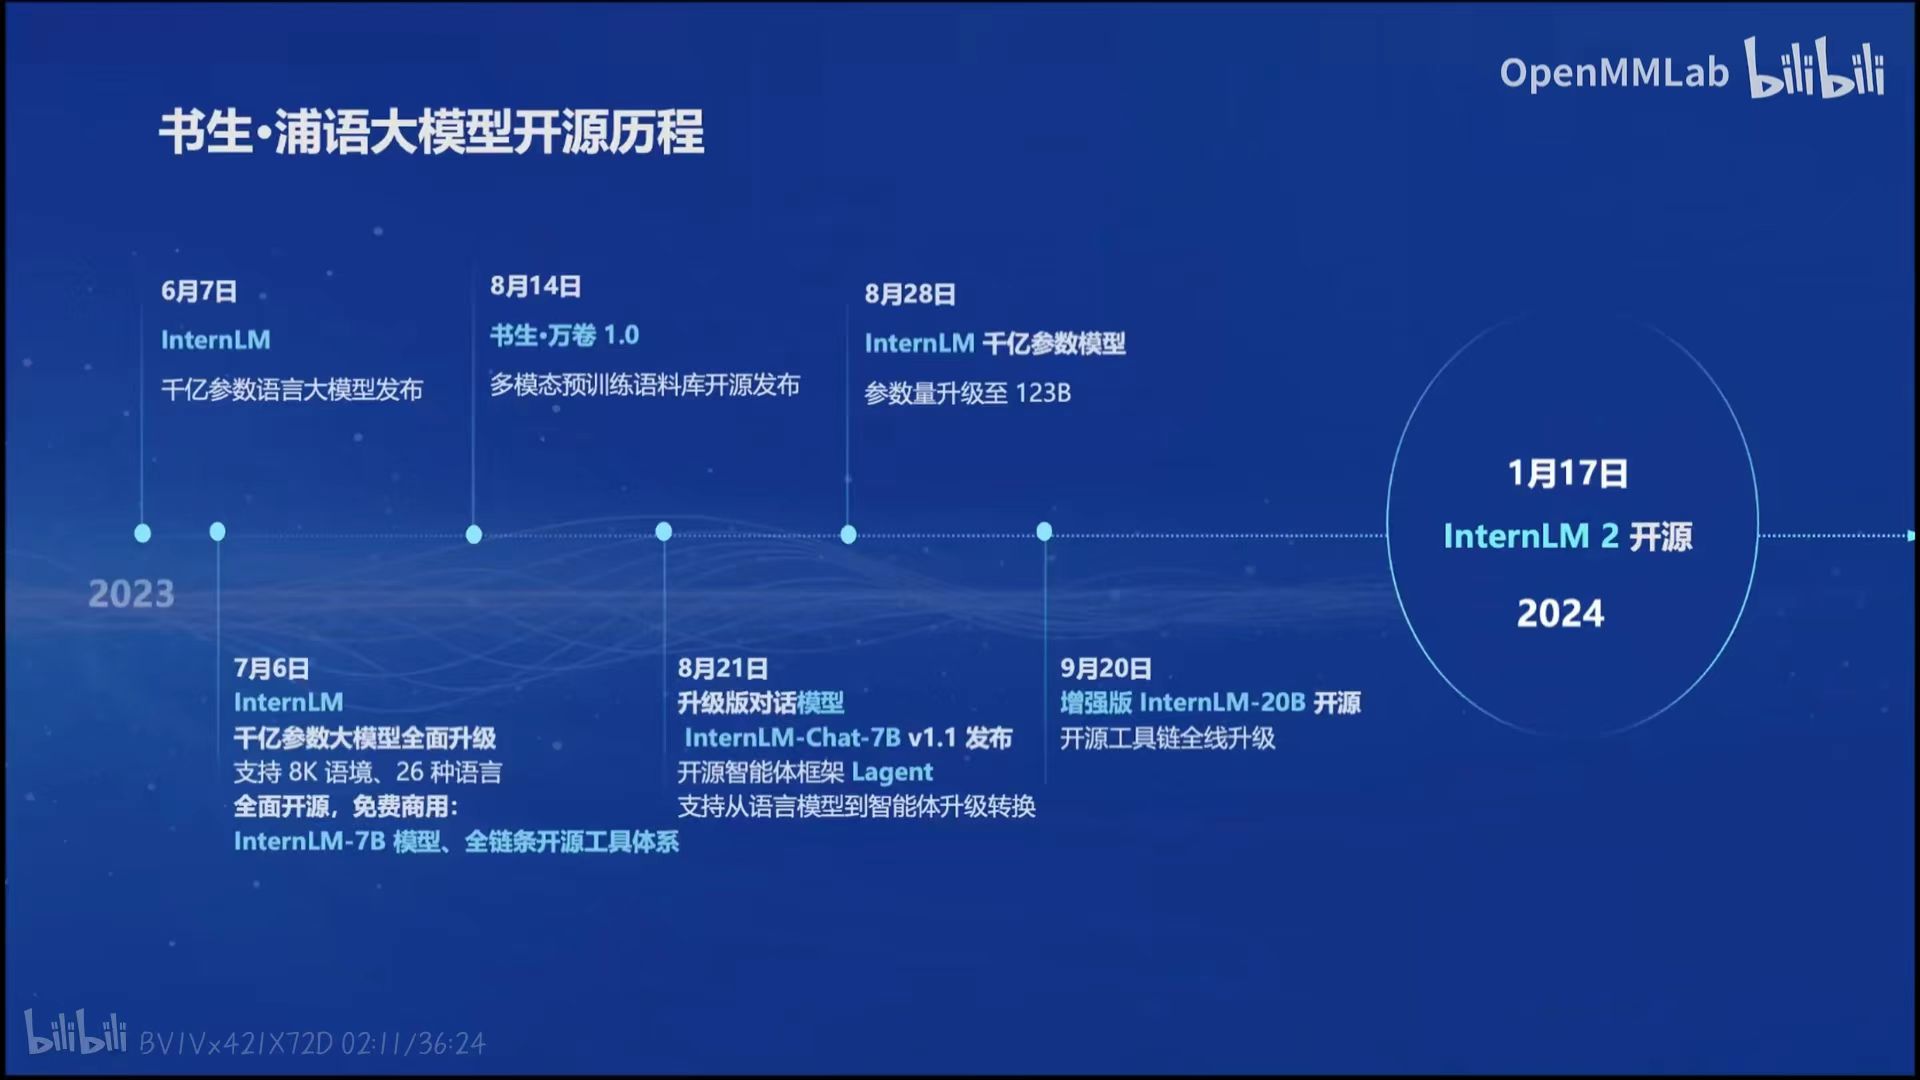 OpenMMLab bilibili
书生·浦语大模型开源历程
6月7日
InternLM
千亿参数语言大模型发布
8月14日
书生·万卷 1.0
多模态预训练语料库开源发布
8月28日
InternLM 千亿参数模型
参数量升级至 123B
1月17日
InternLM 2 开源
2024
2023
7月6日
InternLM
千亿参数大模型全面升级
支持 8K 语境、26 种语言
全面开源，免费商用：
InternLM-7B 模型、全链条开源工具体系
8月21日
升级版对话模型
InternLM-Chat-7B v1.1 发布
开源智能体框架 Lagent
支持从语言模型到智能体升级转换
9月20日
增强版 InternLM-20B 开源
开源工具链全线升级
bilibili BV1Vx421X72D 02:11/36:24